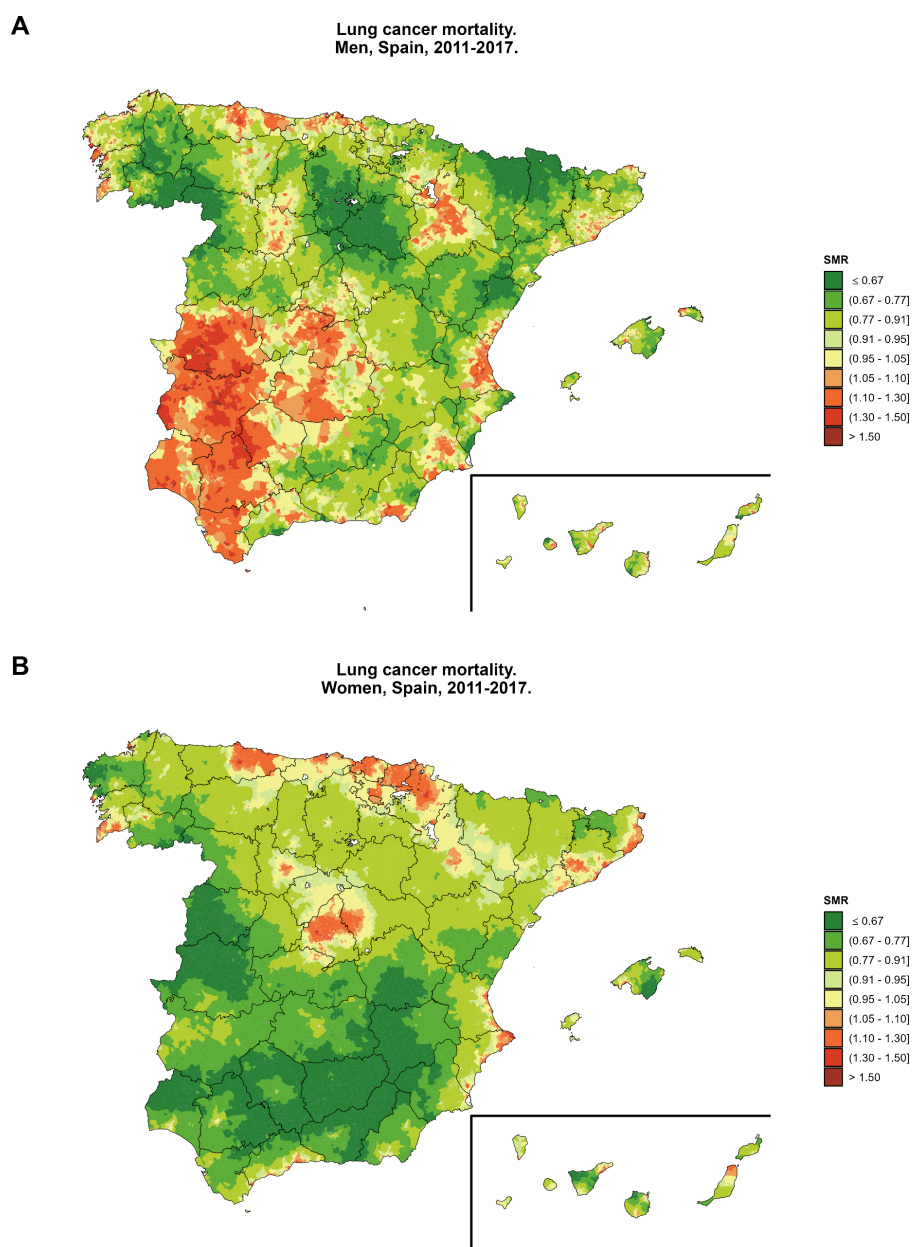 A
Lung cancer mortality.
Men, Spain, 2011-2017.
SMR
≤ 0.67
(0.67 - 0.77]
(0.77 - 0.91]
(0.91 - 0.95]
(0.95 - 1.05]
(1.05 - 1.10]
(1.10 - 1.30]
(1.30 - 1.50]
> 1.50
B
Lung cancer mortality.
Women, Spain, 2011-2017.
SMR
≤ 0.67
(0.67 - 0.77]
(0.77 - 0.91]
(0.91 - 0.95]
(0.95 - 1.05]
(1.05 - 1.10]
(1.10 - 1.30]
(1.30 - 1.50]
> 1.50